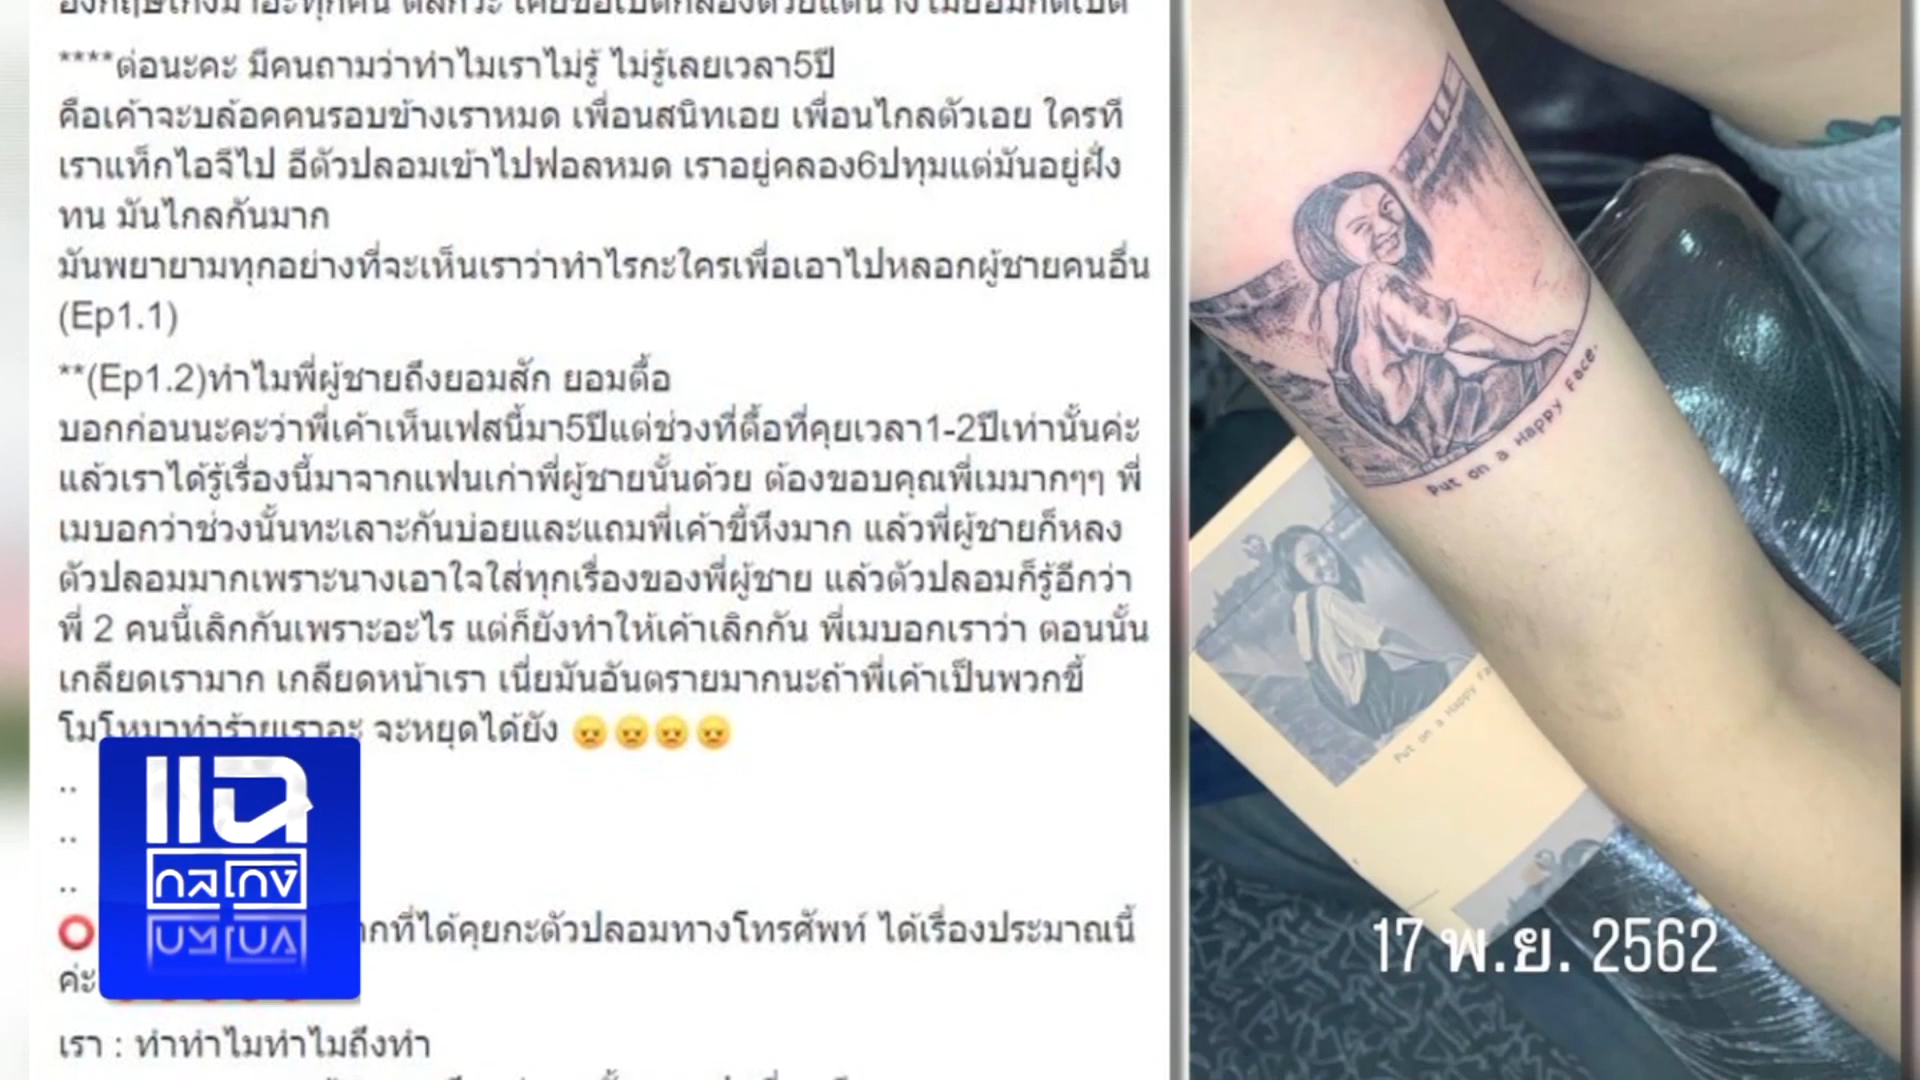 ****ต่อนะคะ มีคนถามว่าทำไมเราไม่รู้ ไม่รู้เลยเวลา5ปี
คือเค้าจะบล้อคคนรอบข้างเราหมด เพื่อนสนิทเอย เพื่อนไกลตัวเอย ใครที
เราแท็กไอจีไป อีตัวปลอมเข้าไปฟอลหมด เราอยู่คลอง6ปทุมแต่มันอยู่ฝั่ง
ทน มันไกลกันมาก
มันพยายามทุกอย่างที่จะเห็นเราว่าทำไรกะใครเพื่อเอาไปหลอกผู้ชายคนอื่น
(Ep1.1)
**(Ep1.2)ทำไมพี่ผู้ชายถึงยอมสัก ยอมตื้อ
บอกก่อนนะคะว่าพี่เค้าเห็นเฟสนี้มา5ปีแต่ช่วงที่ตื้อที่คุยเวลา1-2ปีเท่านั้นค่ะ
แล้วเราได้รู้เรื่องนี้มาจากแฟนเก่าพี่ผู้ชายนั้นด้วย ต้องขอบคุณพี่เมมากๆๆ พี่
เมบอกว่าช่วงนั้นทะเลาะกันบ่อยและแถมพี่เค้าขี้หึงมาก แล้วพี่ผู้ชายก็หลง
ตัวปลอมมากเพราะนางเอาใจใส่ทุกเรื่องของพี่ผู้ชาย แล้วตัวปลอมก็รู้อีกว่า
พี่ 2 คนนี้เลิกกันเพราะอะไร แต่ก็ยังทำให้เค้าเลิกกัน พี่เมบอกเราว่า ตอนนั้น
เกลียดเรามาก เกลียดหน้าเรา เนี่ยมันอันตรายมากนะถ้าพี่เค้าเป็นพวกขี้
โมโหมาทำร้ายเราอะ จะหยุดได้ยัง 😠😠😠😠
..
..
..
ที่ได้คุยกะตัวปลอมทางโทรศัพท์ ได้เรื่องประมาณนี้
ค่ะ
เรา : ทำทำไมทำไมถึงทำ
แฉ
กลโกง
Put on a Happy Face.
Put on a Happy Fa
17 พ.ย. 2562